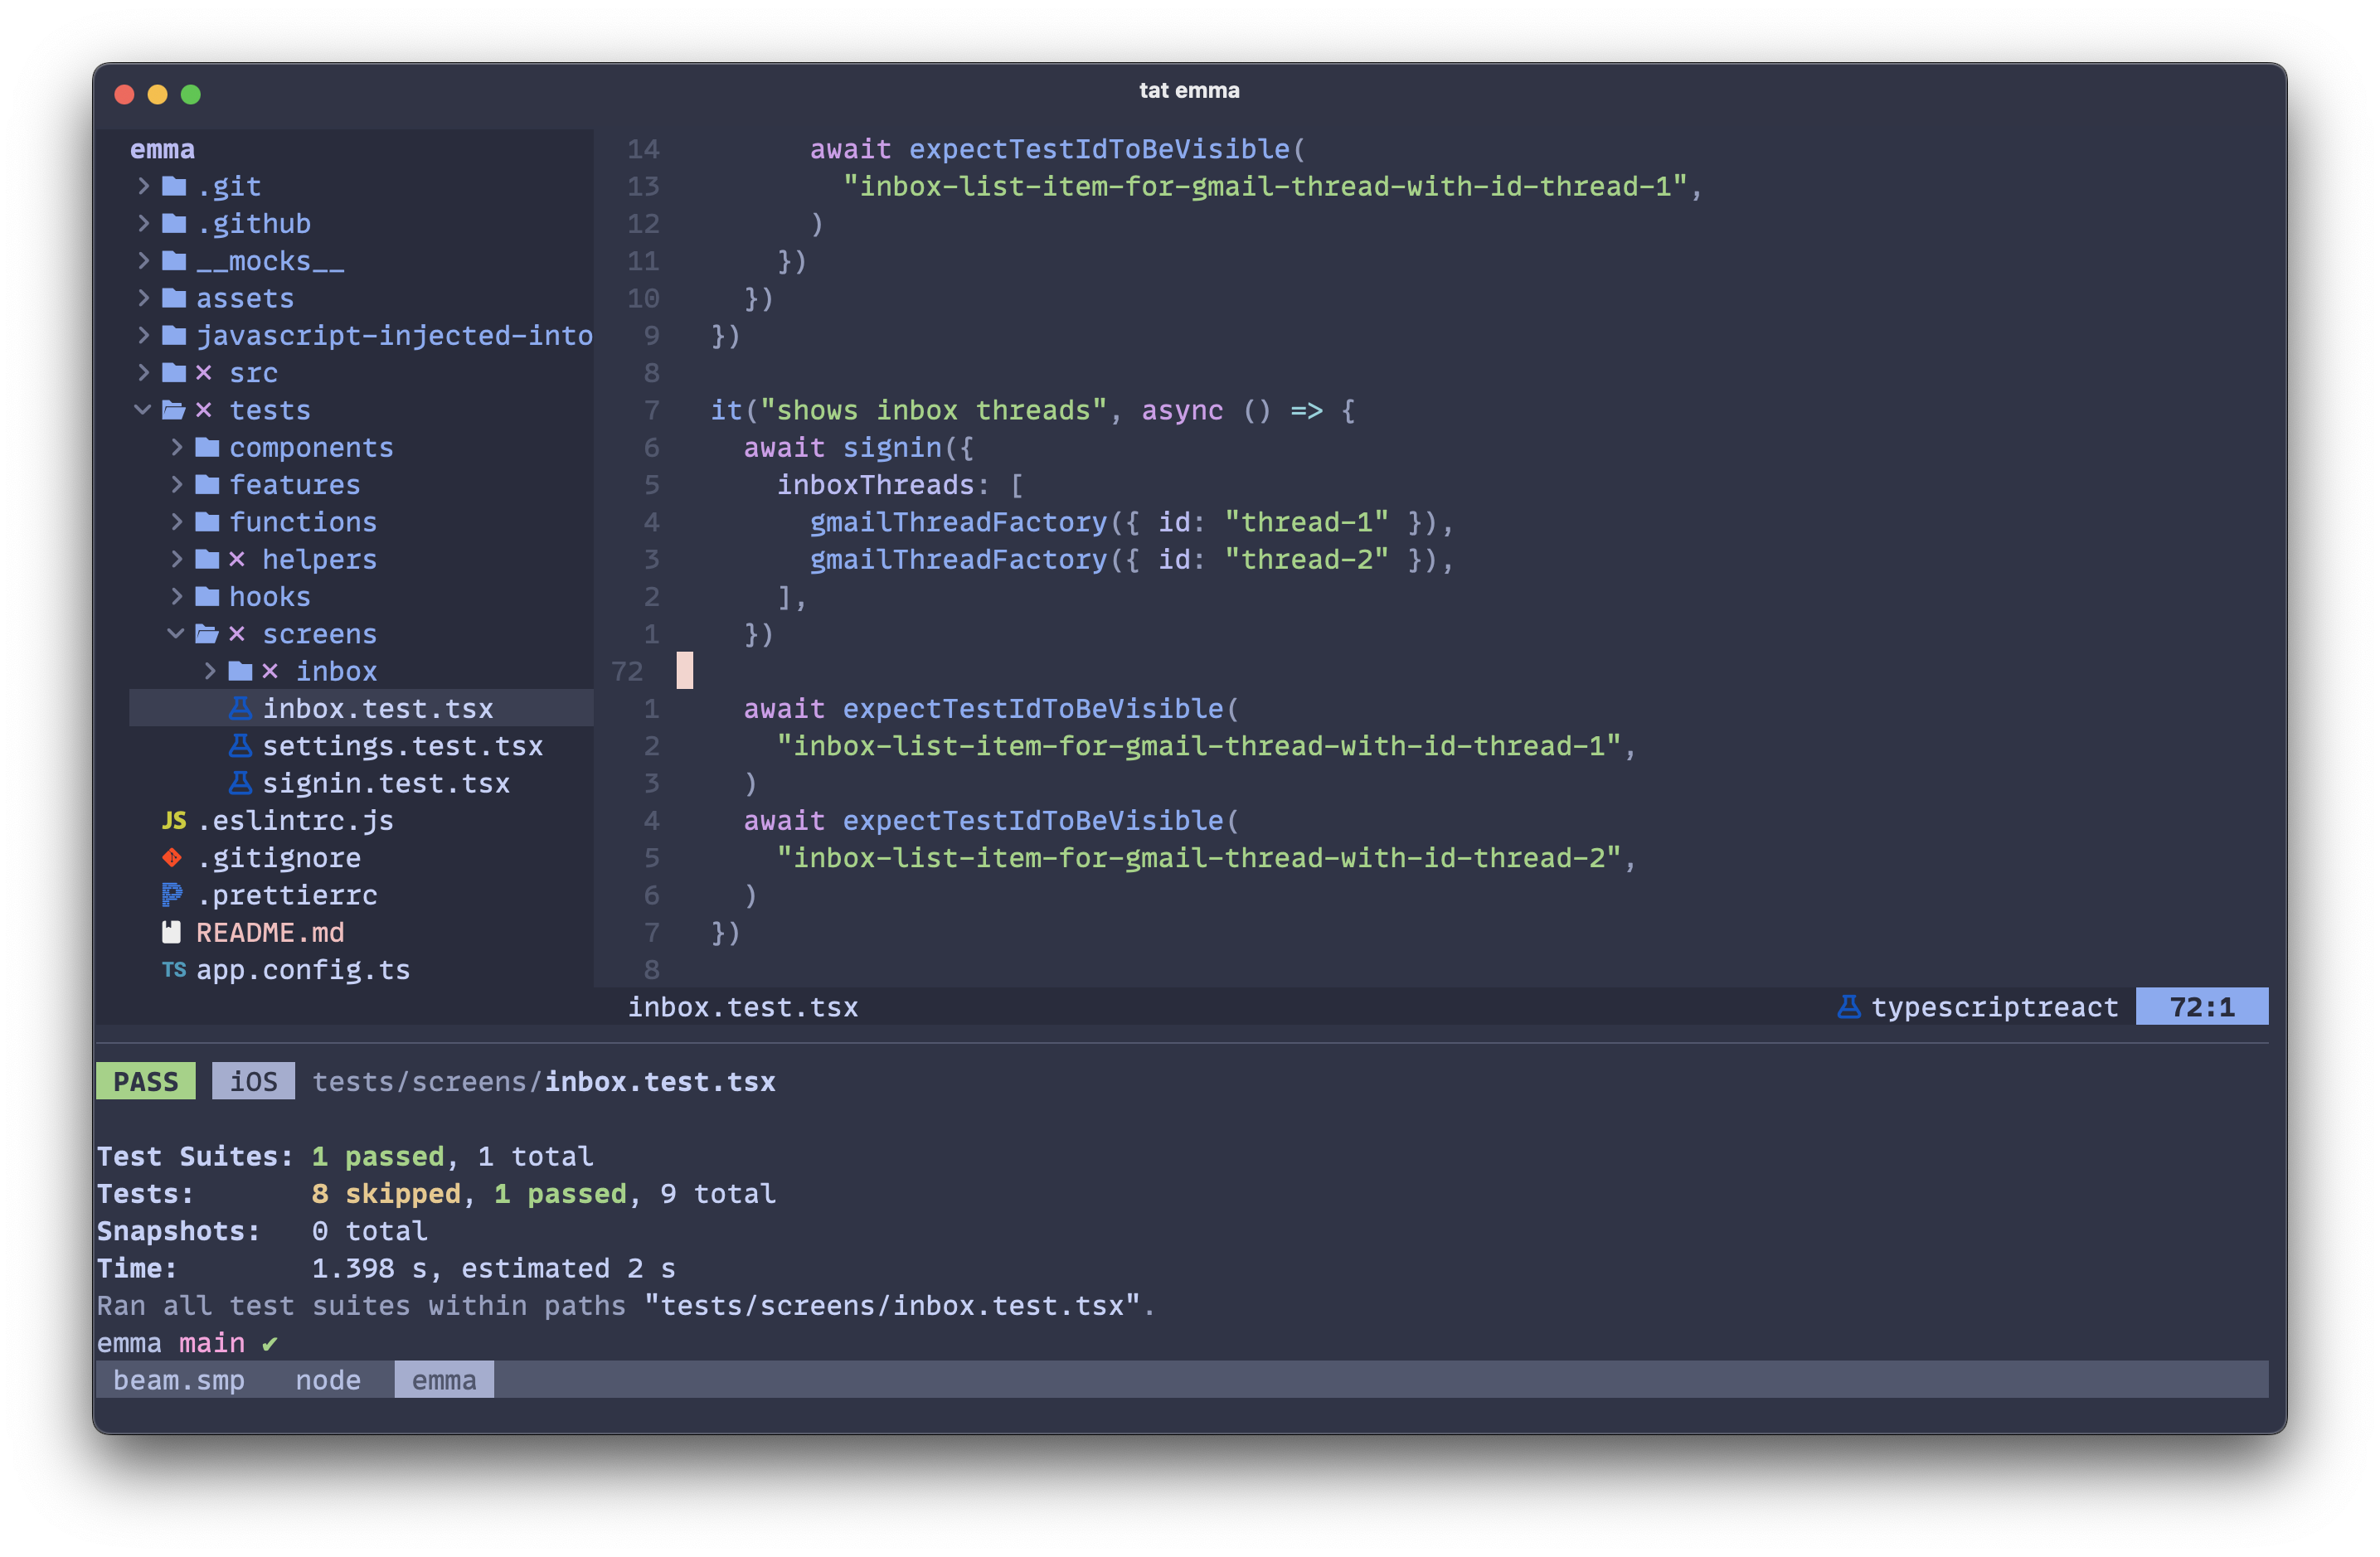 tat emma
emma
.git
.github
__mocks__
assets
javascript-injected-into
src
tests
components
features
functions
helpers
hooks
screens
inbox
inbox.test.tsx
settings.test.tsx
signin.test.tsx
JS .eslintrc.js
.gitignore
.prettierrc
README.md
TS app.config.ts
14         await expectTestIdToBeVisible(
13           "inbox-list-item-for-gmail-thread-with-id-thread-1",
12         )
11       })
10     })
9   })
8
7   it("shows inbox threads", async () => {
6     await signin({
5       inboxThreads: [
4         gmailThreadFactory({ id: "thread-1" }),
3         gmailThreadFactory({ id: "thread-2" }),
2       ],
1     })
72
1     await expectTestIdToBeVisible(
2       "inbox-list-item-for-gmail-thread-with-id-thread-1",
3     )
4     await expectTestIdToBeVisible(
5       "inbox-list-item-for-gmail-thread-with-id-thread-2",
6     )
7   })
8
inbox.test.tsx typescriptreact 72:1
PASS iOS tests/screens/inbox.test.tsx
Test Suites: 1 passed, 1 total
Tests:       8 skipped, 1 passed, 9 total
Snapshots:   0 total
Time:        1.398 s, estimated 2 s
Ran all test suites within paths "tests/screens/inbox.test.tsx".
emma main ✔
beam.smp node emma